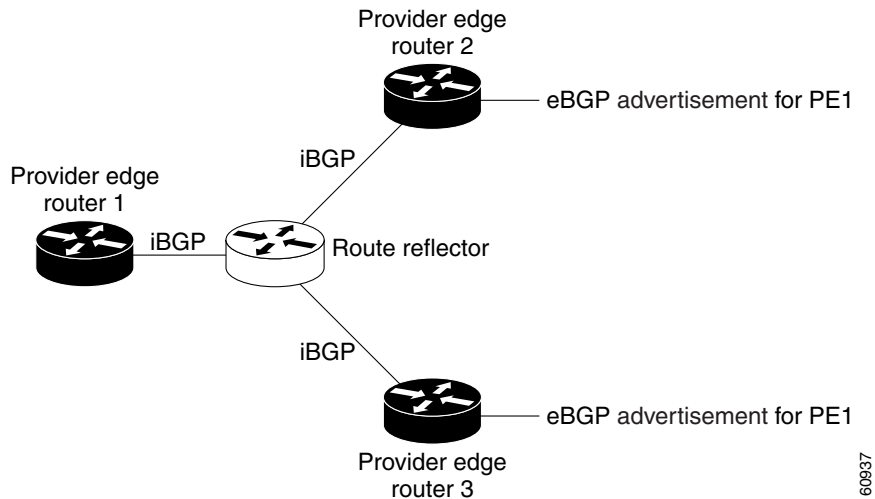 Provider edge
router 2
eBGP advertisement for PE1
iBGP
Provider edge
router 1
iBGP
Route reflector
iBGP
eBGP advertisement for PE1
Provider edge
router 3
60937